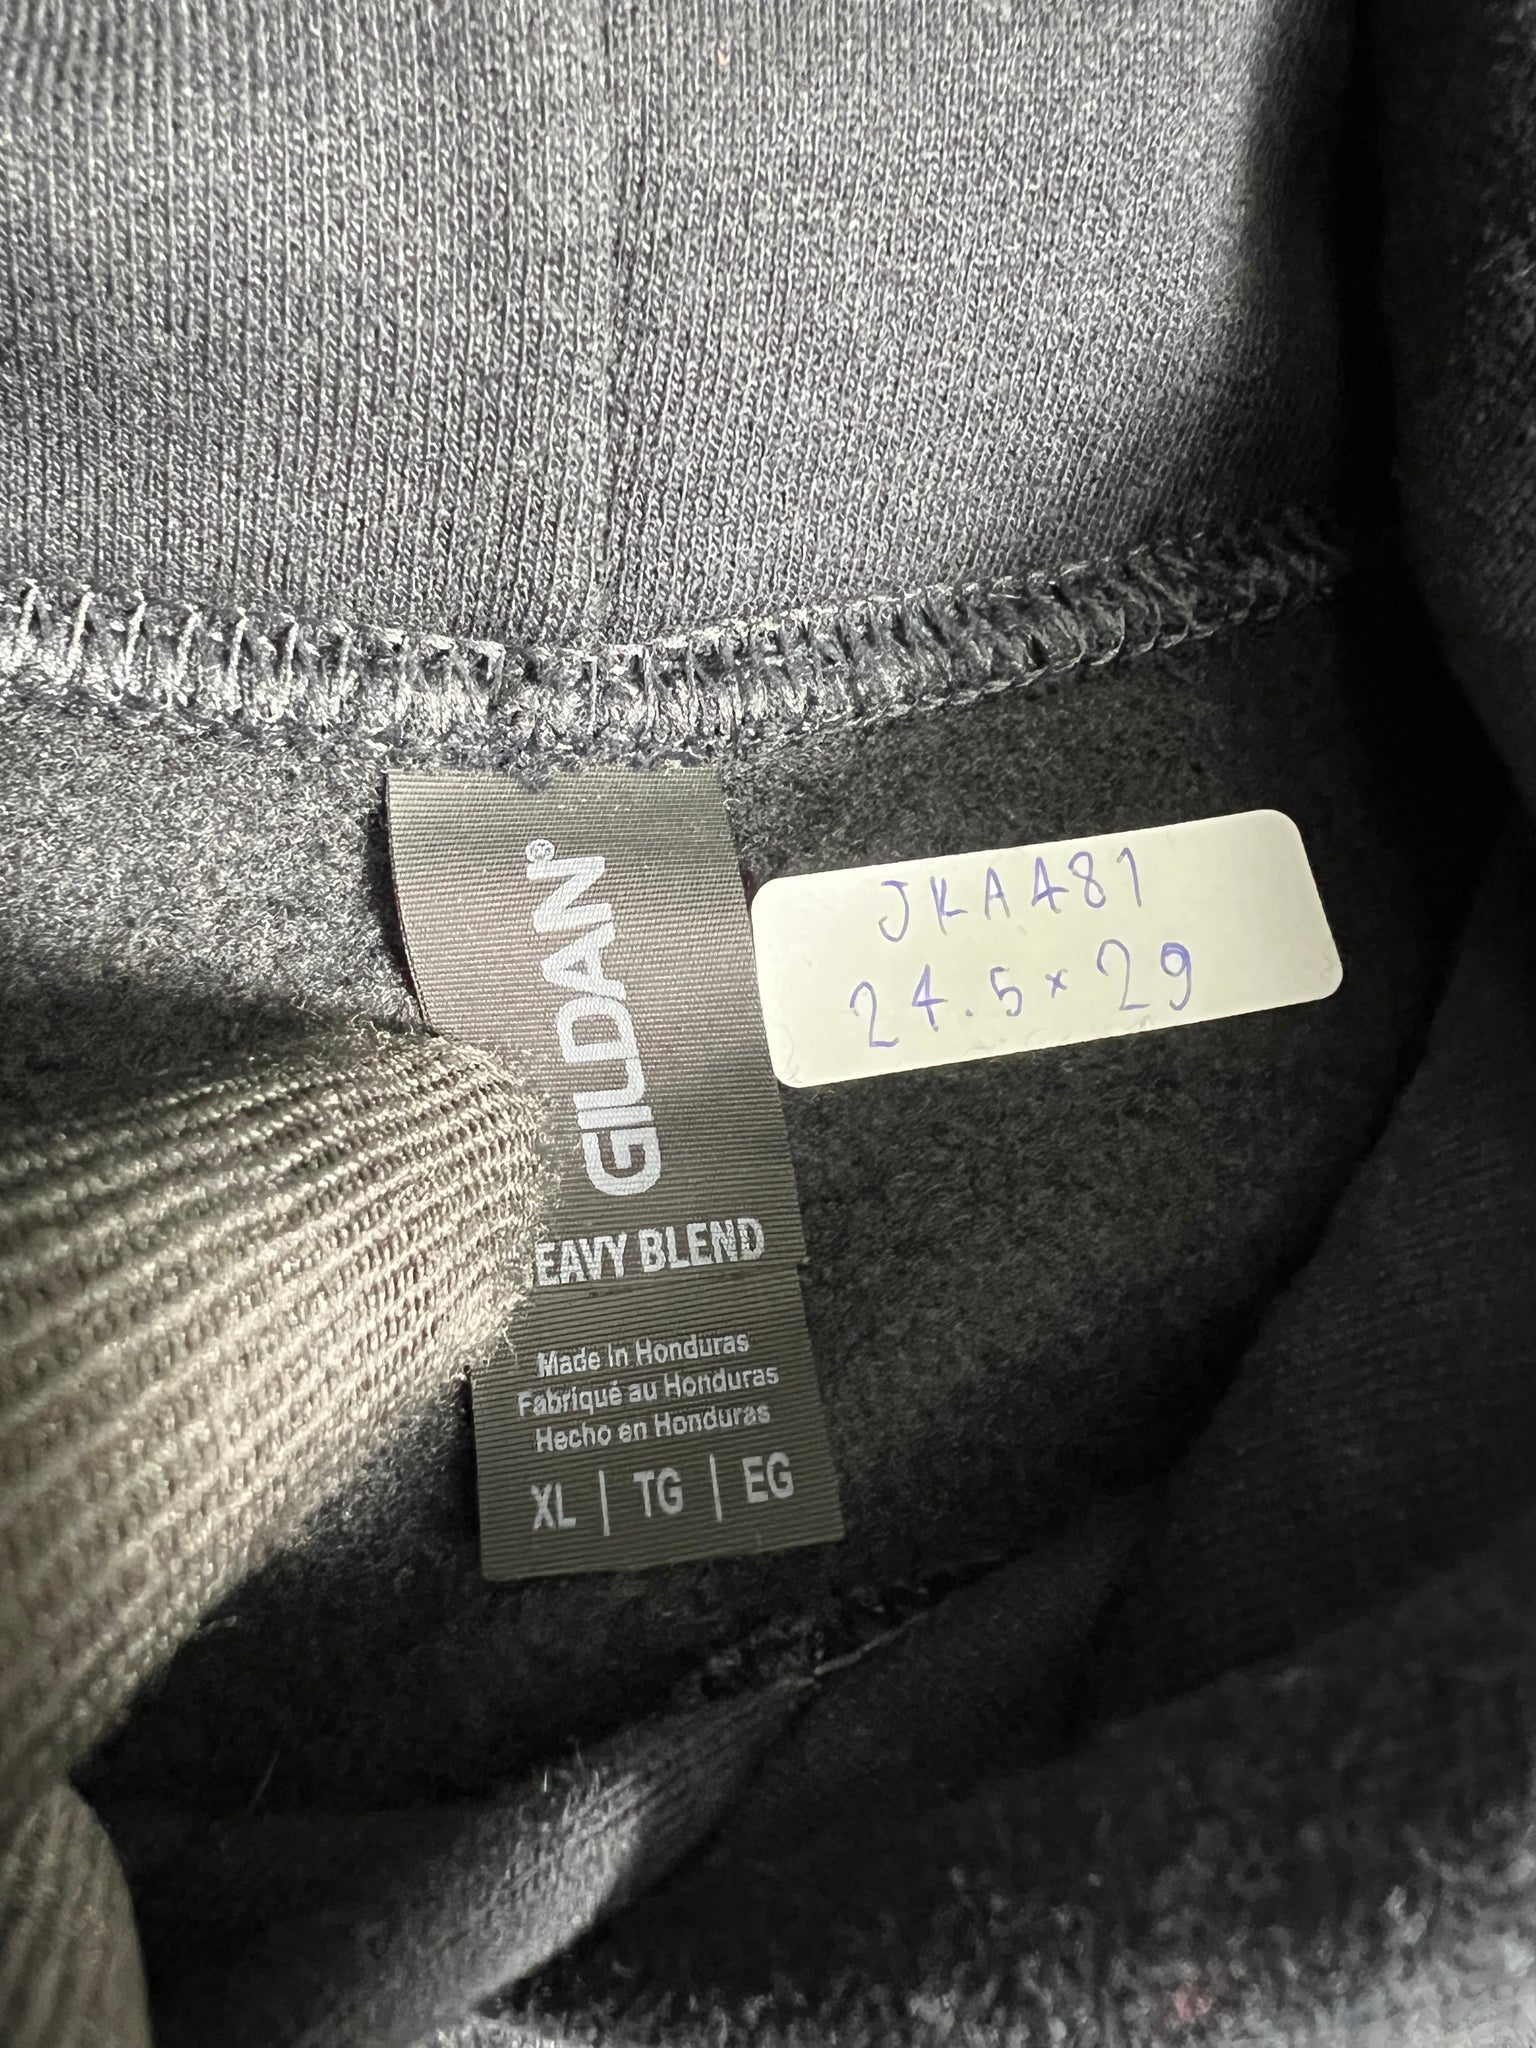 GILDAN®
EAVY BLEND
Made in Honduras
Fabriqué au Honduras
Hecho en Honduras
XL | TG | EG
JKA481
24.5 x 29